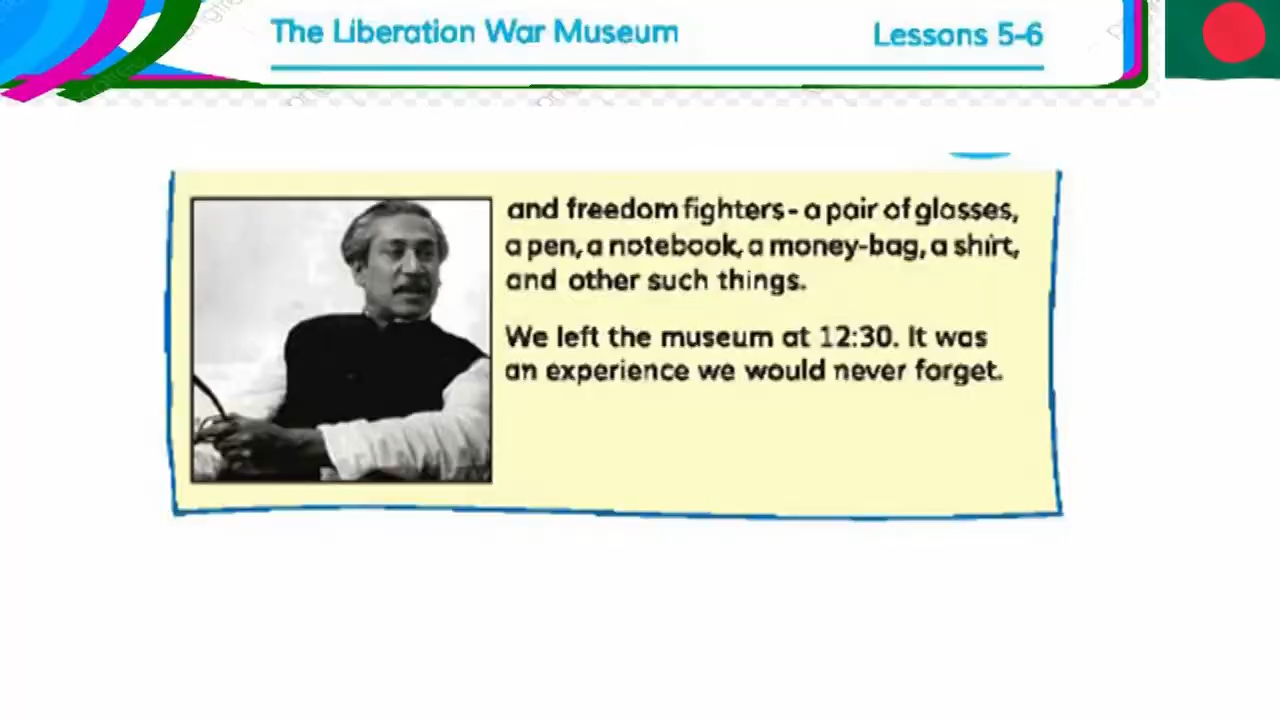 The Liberation War Museum
Lessons 5-6
and freedom fighters- a pair of glasses,
a pen, a notebook, a money-bag, a shirt,
and other such things.
We left the museum at 12:30. It was
an experience we would never forget.